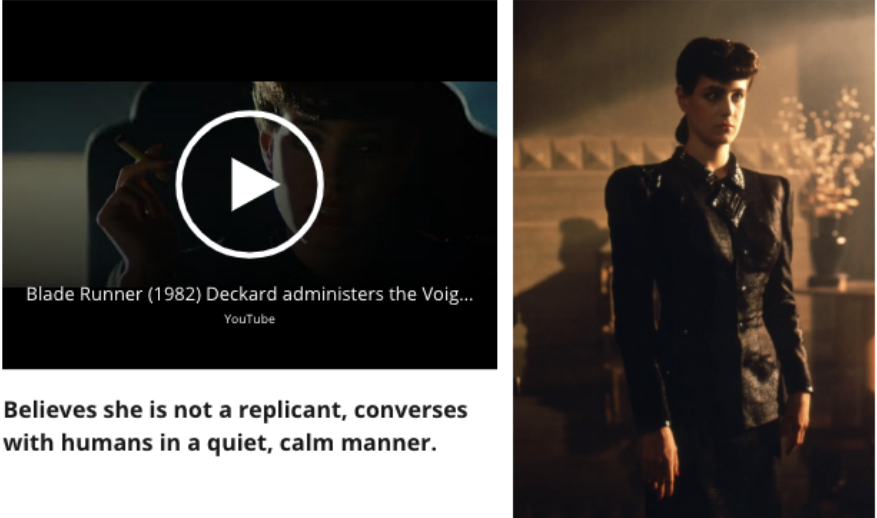 Blade Runner (1982) Deckard administers the Voig...
YouTube
Believes she is not a replicant, converses
with humans in a quiet, calm manner.